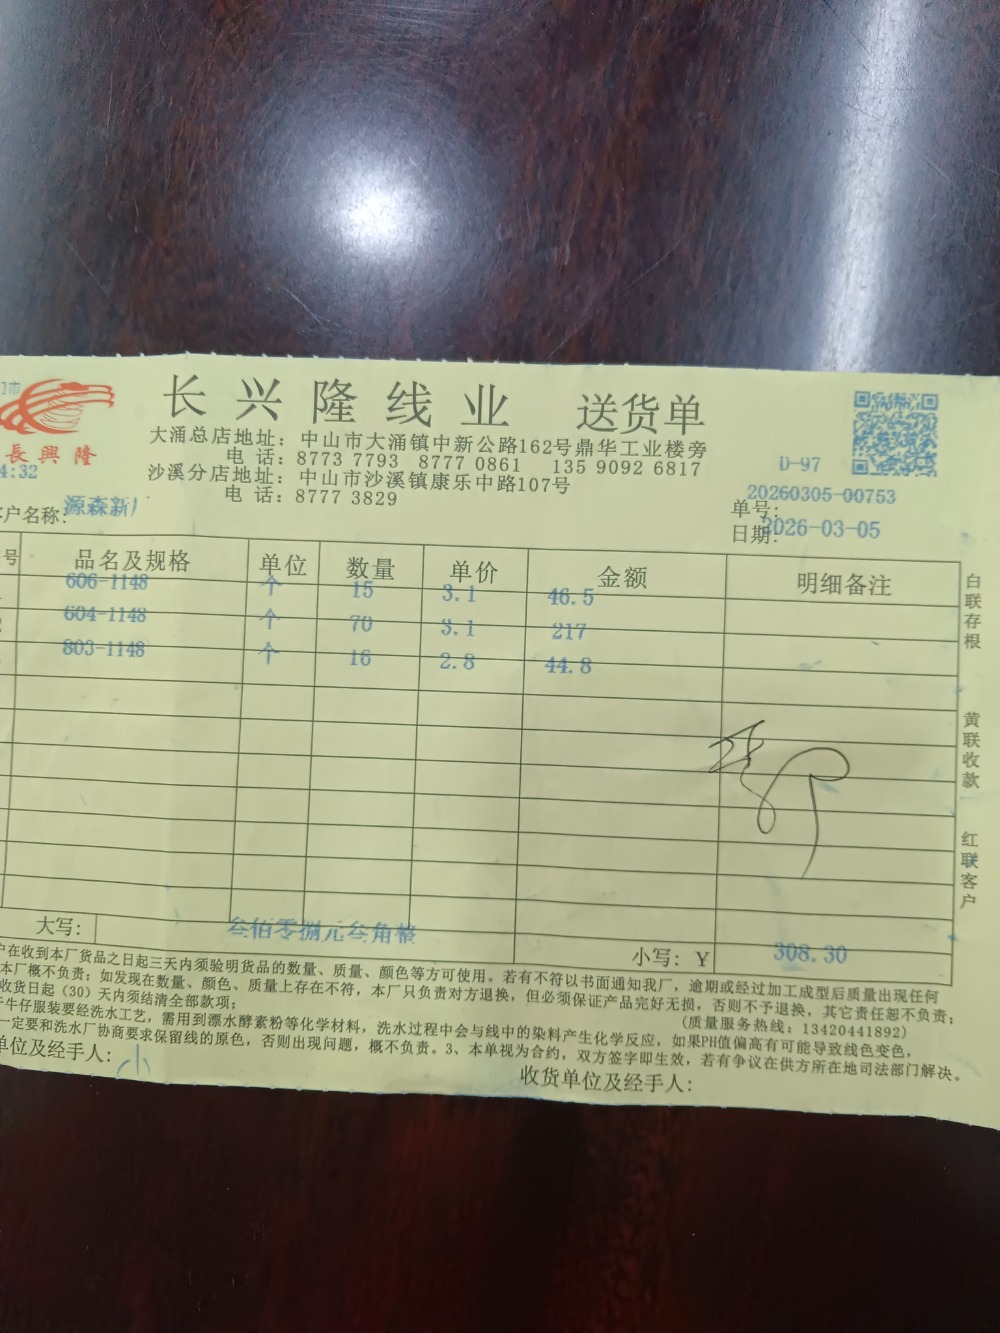 长兴隆线业 送货单
長興隆
大涌总店地址：中山市大涌镇中新公路162号鼎华工业楼旁
电 话：8773 7793 8777 0861 135 9092 6817
沙溪分店地址：中山市沙溪镇康乐中路107号
电 话：8777 3829
D-97
4:32
单号：20260305-00753
日期：2026-03-05
户名称：源森新厂
号 品名及规格 单位 数量 单价 金额 明细备注
606-1148 个 15 3.1 46.5
604-1148 个 70 3.1 217
803-1148 个 16 2.8 44.8
白联存根 黄联收款 红联客户
大写： 叁佰零捌元叁角整 小写：Y 308.30
户在收到本厂货品之日起三天内须验明货品的数量、质量、颜色等方可使用。若有不符以书面通知我厂，逾期或经过加工成型后质量出现任何
本厂概不负责；如发现在数量、颜色、质量上存在不符，本厂只负责对方退换，但必须保证产品完好无损，否则不予退换，其它责任恕不负责；
收货日起（30）天内须结清全部款项； (质量服务热线：13420441892)
牛仔服装要经洗水工艺，需用到漂水酵素粉等化学材料，洗水过程中会与线中的染料产生化学反应，如果PH值偏高有可能导致线色变色，
一定要和洗水厂协商要求保留线的原色，否则出现问题，概不负责。3、本单视为合约，双方签字即生效，若有争议在供方所在地司法部门解决。
单位及经手人：小
收货单位及经手人：